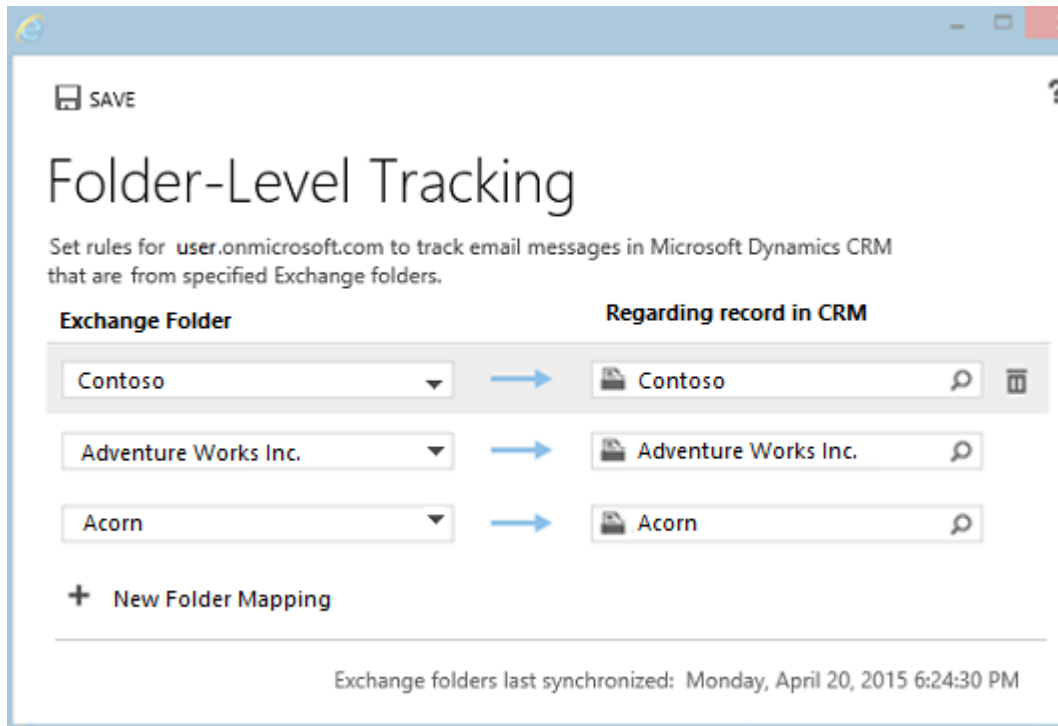 SAVE
?
Folder-Level Tracking
Set rules for user.onmicrosoft.com to track email messages in Microsoft Dynamics CRM
that are from specified Exchange folders.
Exchange Folder Regarding record in CRM
Contoso Contoso
Adventure Works Inc. Adventure Works Inc.
Acorn Acorn
+ New Folder Mapping
Exchange folders last synchronized: Monday, April 20, 2015 6:24:30 PM